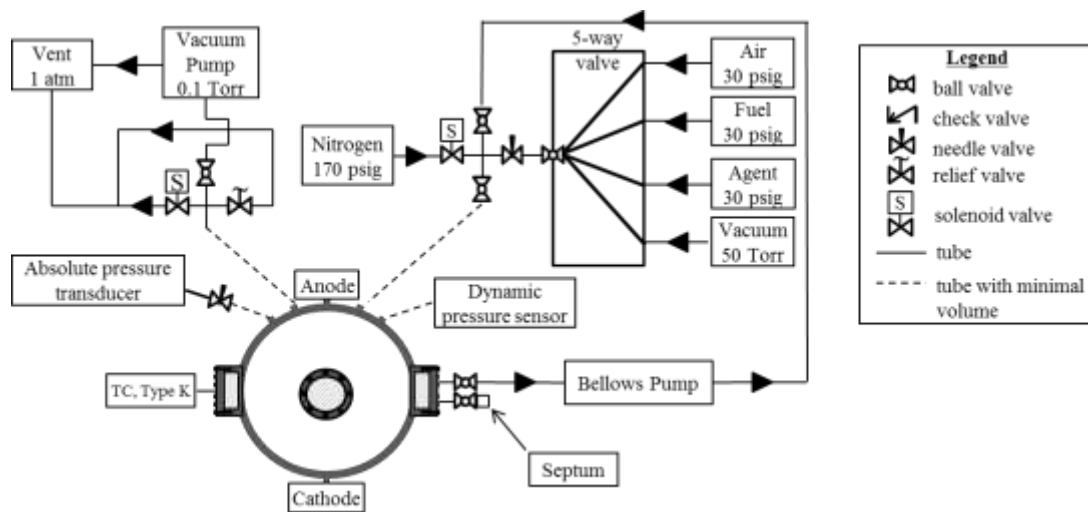 Vent
1 atm
Vacuum
Pump
0.1 Torr
S
Nitrogen
170 psig
S
5-way
valve
Air
30 psig
Fuel
30 psig
Agent
30 psig
Vacuum
50 Torr
Legend
ball valve
check valve
needle valve
relief valve
S
solenoid valve
tube
tube with minimal
volume
Absolute pressure
transducer
Anode
Dynamic
pressure sensor
TC, Type K
Bellows Pump
Septum
Cathode